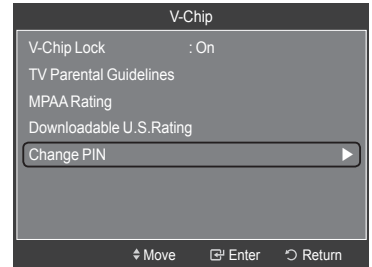 V-Chip
V-Chip Lock : On
TV Parental Guidelines
MPAA Rating
Downloadable U.S.Rating
Change PIN
Move Enter Return